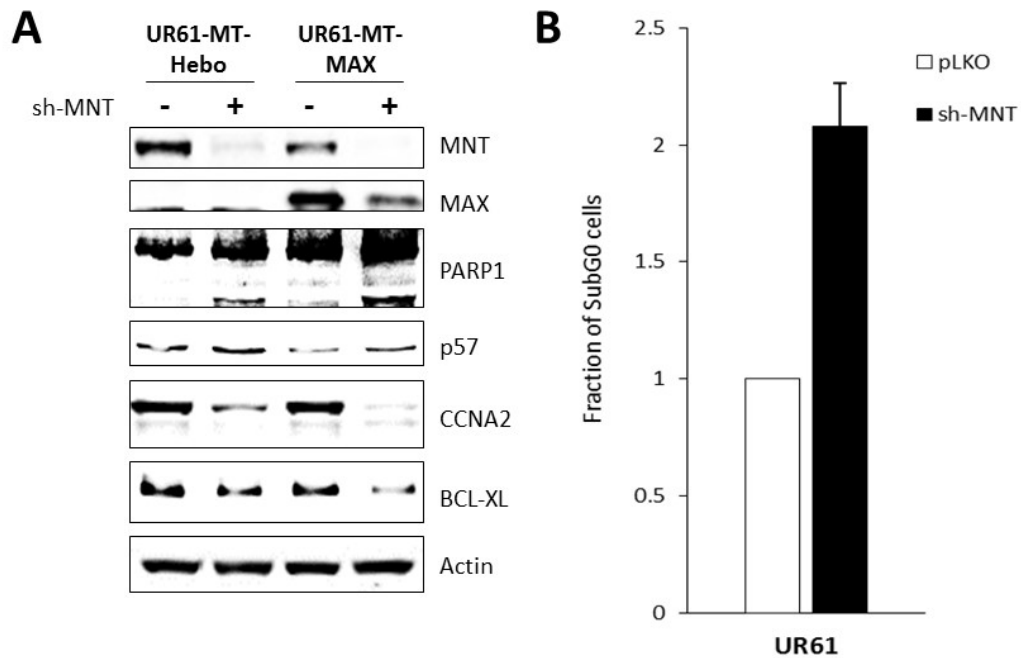 A
UR61-MT-
Hebo
UR61-MT-
MAX
sh-MNT - + - +
MNT
MAX
PARP1
p57
CCNA2
BCL-XL
Actin
B
Fraction of SubG0 cells
2.5
2
1.5
1
0.5
0
pLKO
sh-MNT
UR61